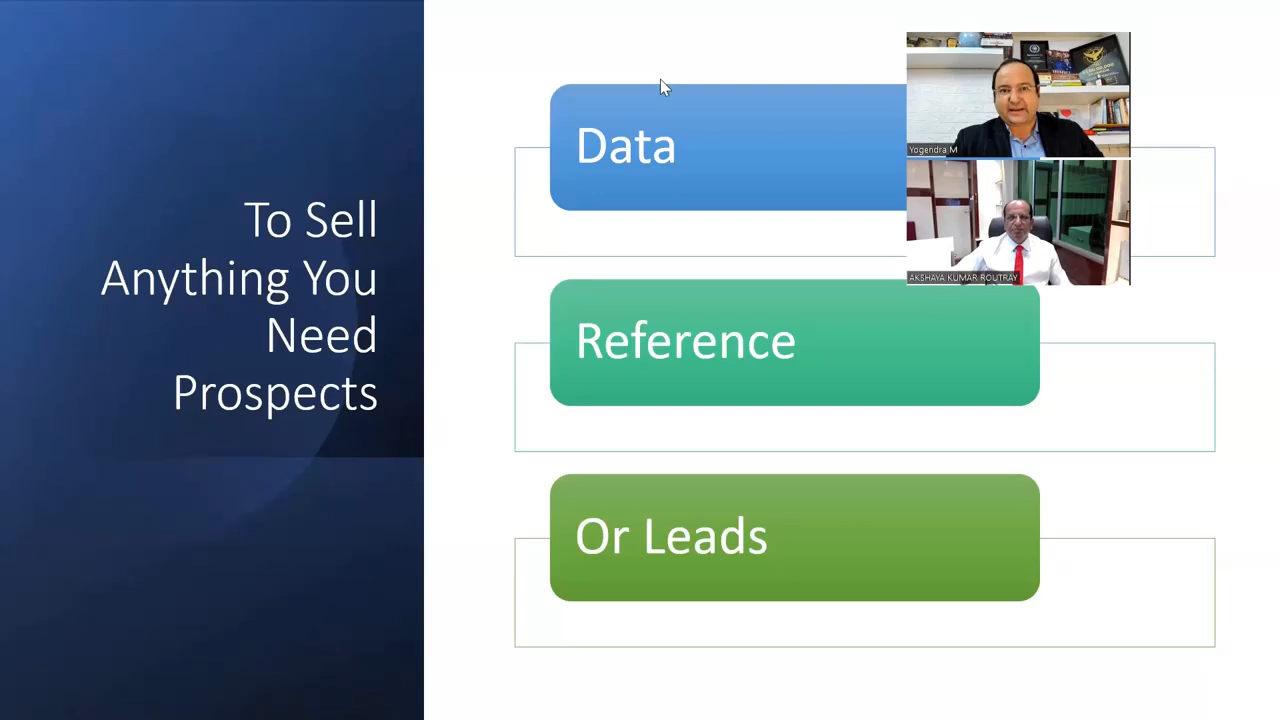 To Sell
Anything You
Need
Prospects
Data
Reference
Or Leads
Yogendra M
AKSHAYA KUMAR ROUTRAY